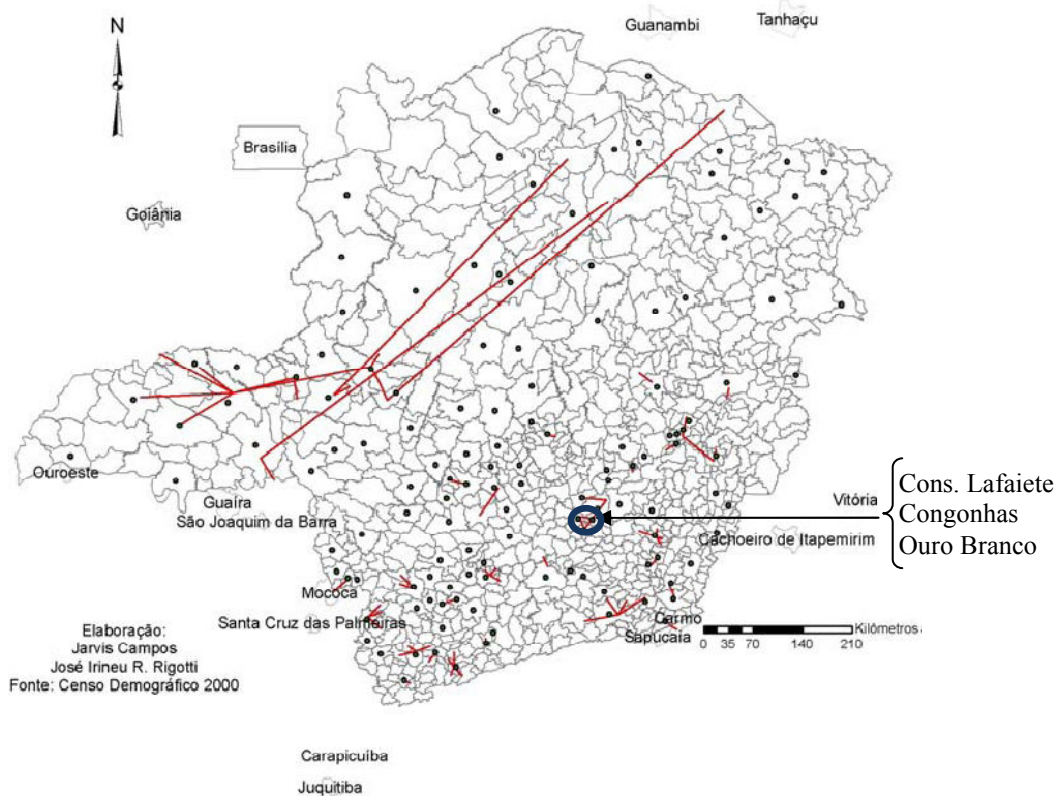 Guanambi
Tanhaçu
N
Brasília
Goiânia
Ouroeste
Guaíra
São Joaquim da Barra
Vitória
Cachoeiro de Itapemirim
Cons. Lafaiete
Congonhas
Ouro Branco
Mococa
Santa Cruz das Palmeiras
Carmo
Sapucaia
Kilómetros
0 35 70 140 210
Elaboração:
Jarvis Campos
José Irineu R. Rigotti
Fonte: Censo Demográfico 2000
Carapicuíba
Juquitiba